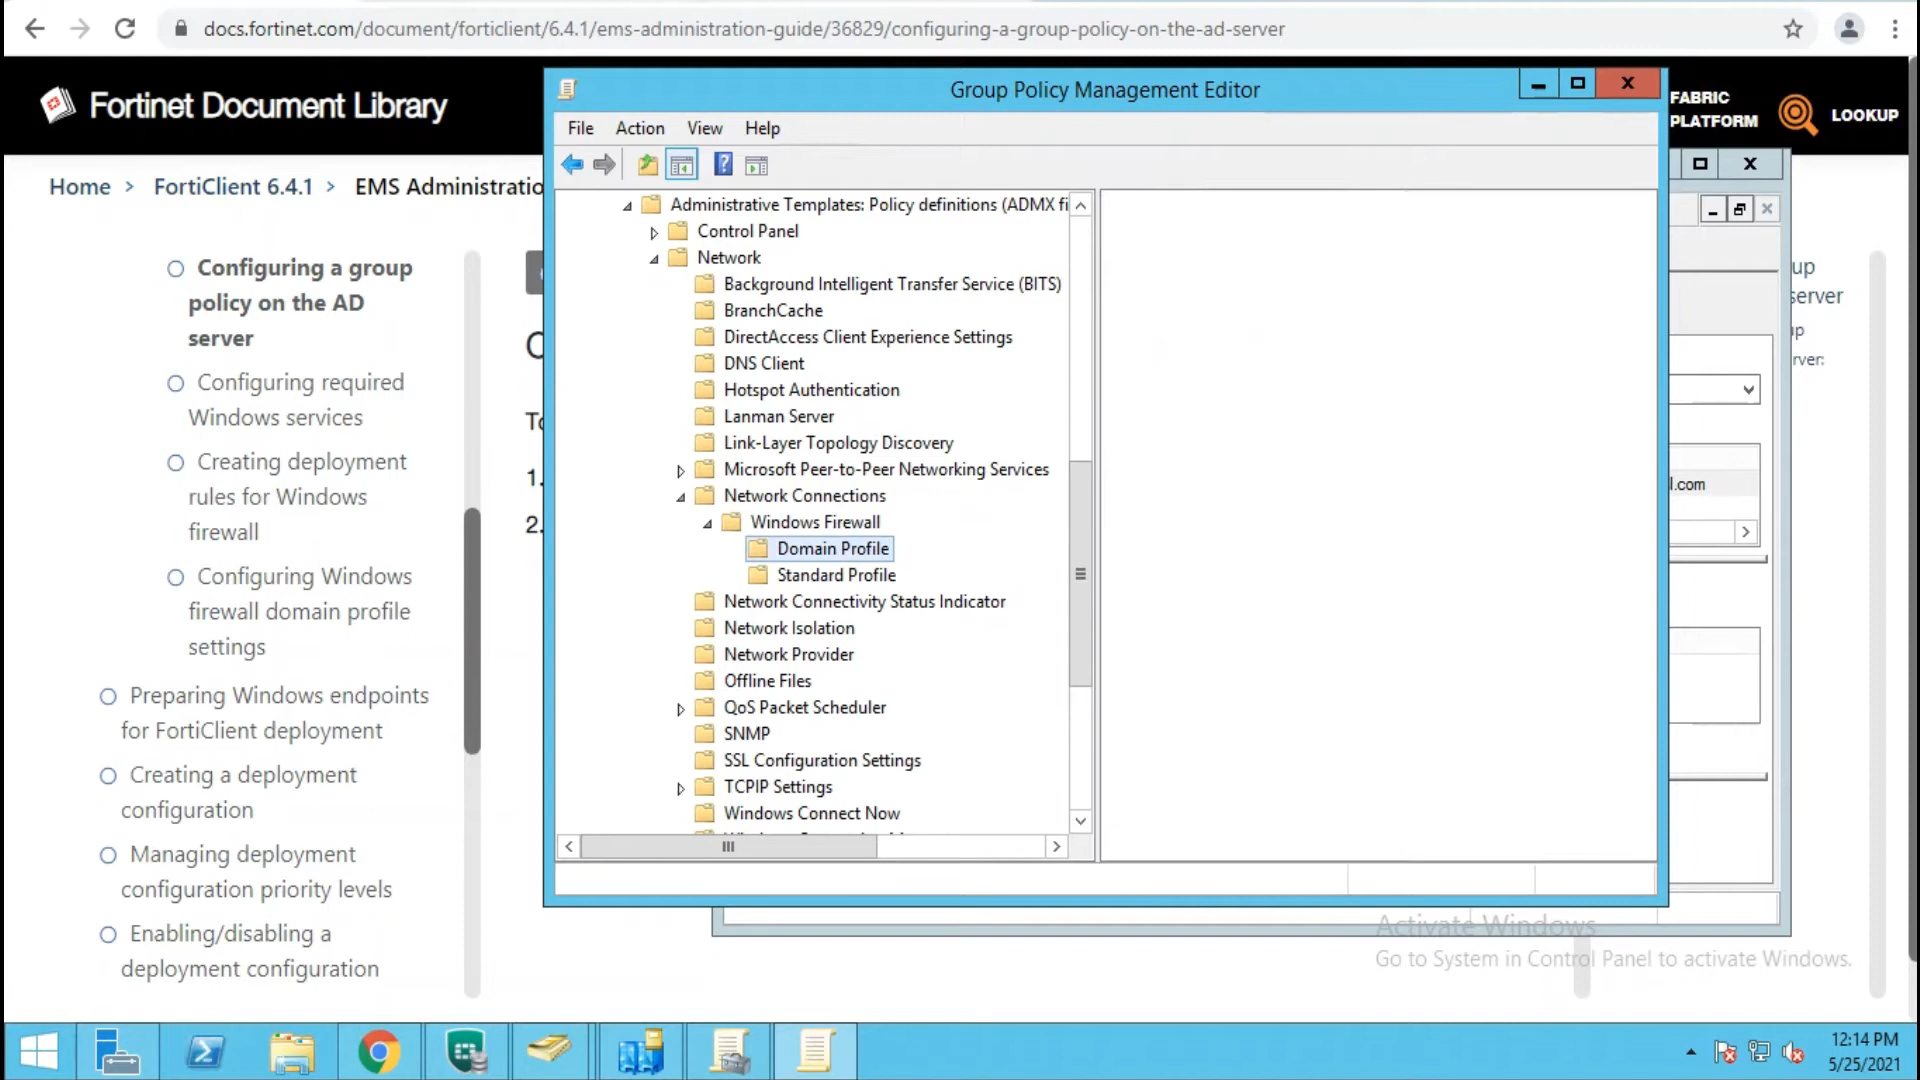 docs.fortinet.com/document/forticlient/6.4.1/ems-administration-guide/36829/configuring-a-group-policy-on-the-ad-server
Fortinet Document Library
FABRIC
PLATFORM
LOOKUP
Home > FortiClient 6.4.1 > EMS Administratio
Configuring a group
policy on the AD
server
Configuring required
Windows services
Creating deployment
rules for Windows
firewall
Configuring Windows
firewall domain profile
settings
Preparing Windows endpoints
for FortiClient deployment
Creating a deployment
configuration
Managing deployment
configuration priority levels
Enabling/disabling a
deployment configuration
C
To
1.
2.
Group Policy Management Editor
File Action View Help
Administrative Templates: Policy definitions (ADMX fi
Control Panel
Network
Background Intelligent Transfer Service (BITS)
BranchCache
DirectAccess Client Experience Settings
DNS Client
Hotspot Authentication
Lanman Server
Link-Layer Topology Discovery
Microsoft Peer-to-Peer Networking Services
Network Connections
Windows Firewall
Domain Profile
Standard Profile
Network Connectivity Status Indicator
Network Isolation
Network Provider
Offline Files
QoS Packet Scheduler
SNMP
SSL Configuration Settings
TCPIP Settings
Windows Connect Now
up
server
up
rver:
l.com
Activate Windows
Go to System in Control Panel to activate Windows.
12:14 PM
5/25/2021